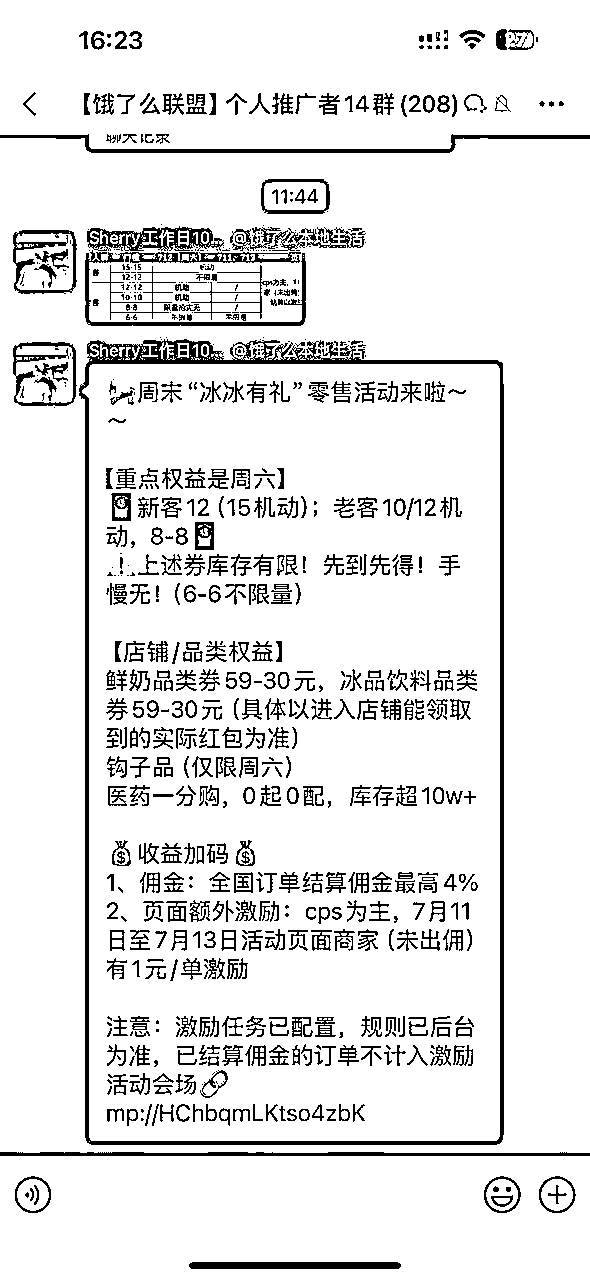 16:23
27
【饿了么联盟】个人推广者14群(208)
聊天记录
11:44
Sherry工作日10... @饿了么本地生活
15-15 机动
12-12 不限量
12-12 机动 /
10-10 机动 /
8-8 限量抢光无 /
6-6 不限量 不限量
cps为主，1
Sherry工作日10... @饿了么本地生活
周末“冰冰有礼”零售活动来啦～
～
【重点权益是周六】
新客12（15机动）；老客10/12机
动，8-8
上述券库存有限！先到先得！手
慢无！（6-6不限量）
【店铺/品类权益】
鲜奶品类券59-30元，冰品饮料品类
券59-30元（具体以进入店铺能领取
到的实际红包为准）
钩子品（仅限周六）
医药一分购，0起0配，库存超10w+
收益加码
1、佣金：全国订单结算佣金最高4%
2、页面额外激励：cps为主，7月11
日至7月13日活动页面商家（未出佣）
有1元/单激励
注意：激励任务已配置，规则已后台
为准，已结算佣金的订单不计入激励
活动会场🔗
mp://HChbqmLKtso4zbK